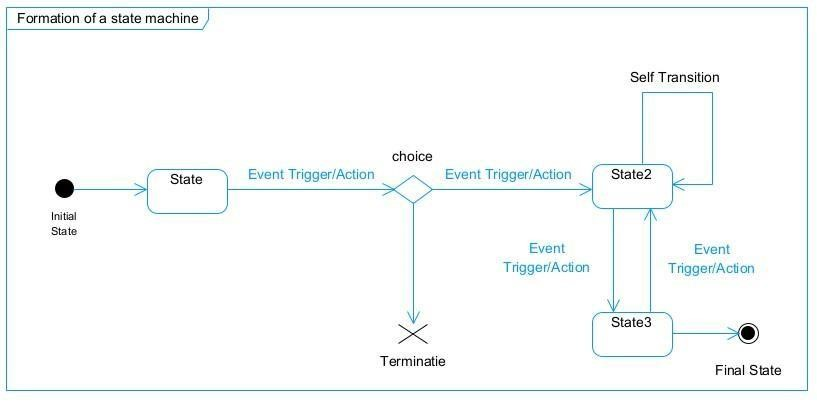 Formation of a state machine
Self Transition
choice
State
Event Trigger/Action
Event Trigger/Action
State2
Initial
State
Event
Trigger/Action
Event
Trigger/Action
State3
Terminatie
Final State